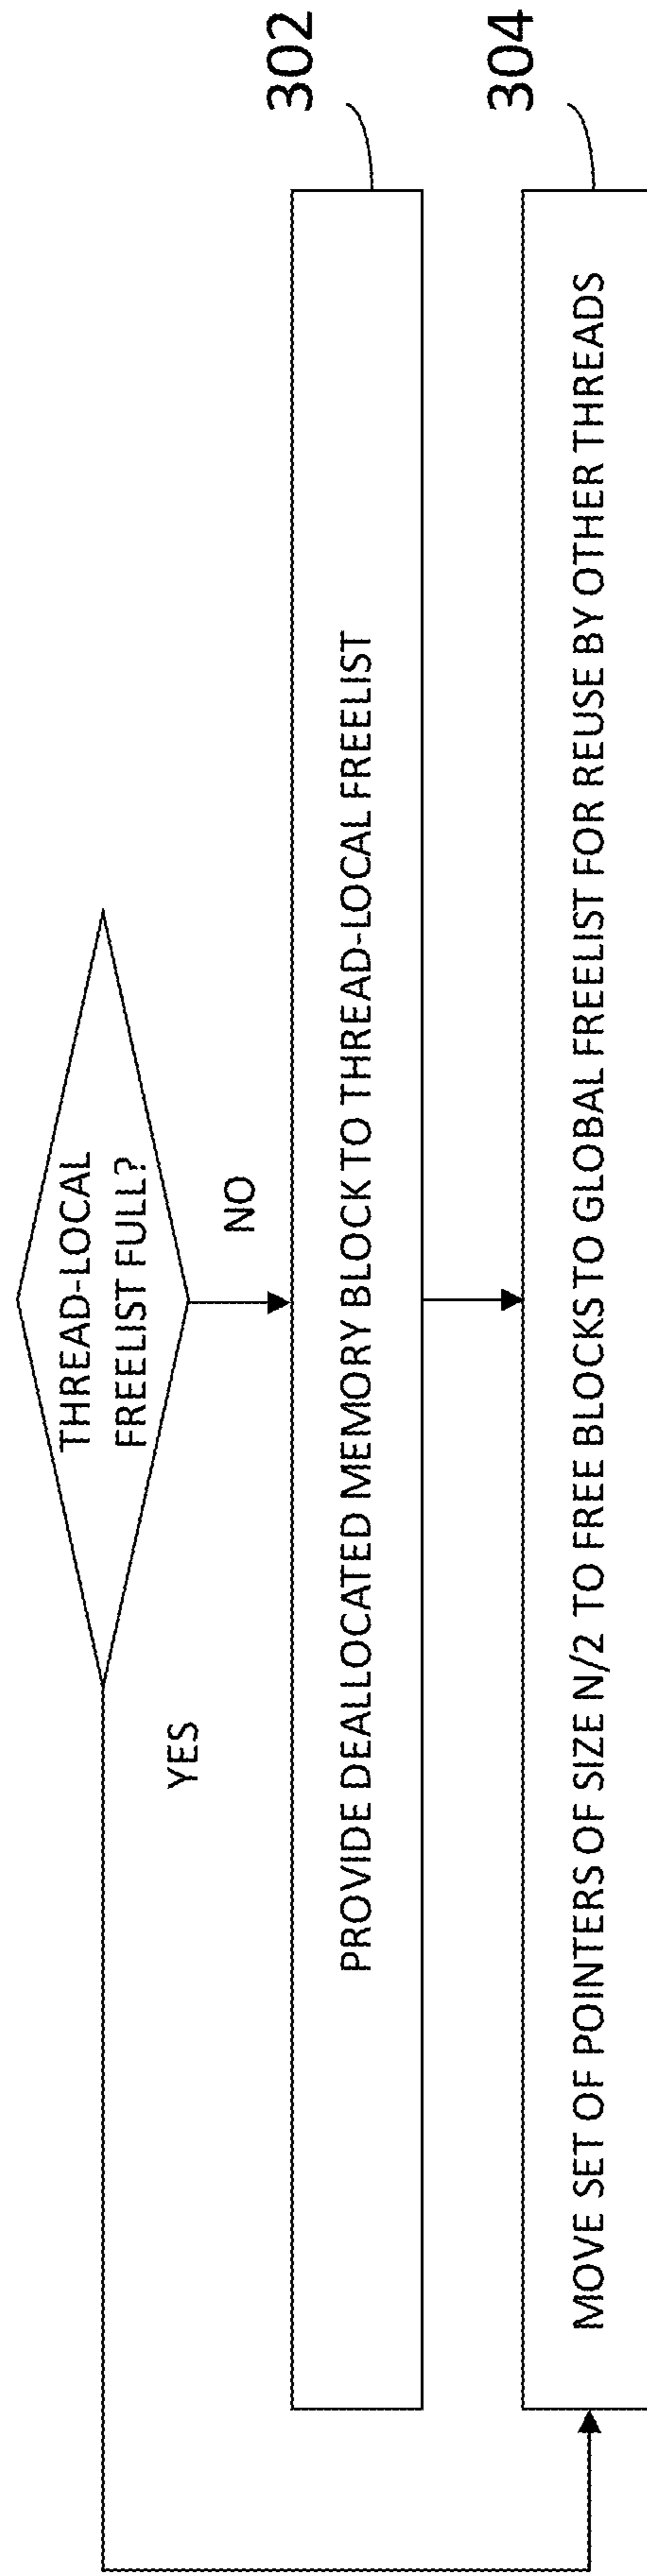 THREAD-LOCAL
FREELIST FULL?
YES
NO
PROVIDE DEALLOCATED MEMORY BLOCK TO THREAD-LOCAL FREELIST
302
MOVE SET OF POINTERS OF SIZE N/2 TO FREE BLOCKS TO GLOBAL FREELIST FOR REUSE BY OTHER THREADS
304